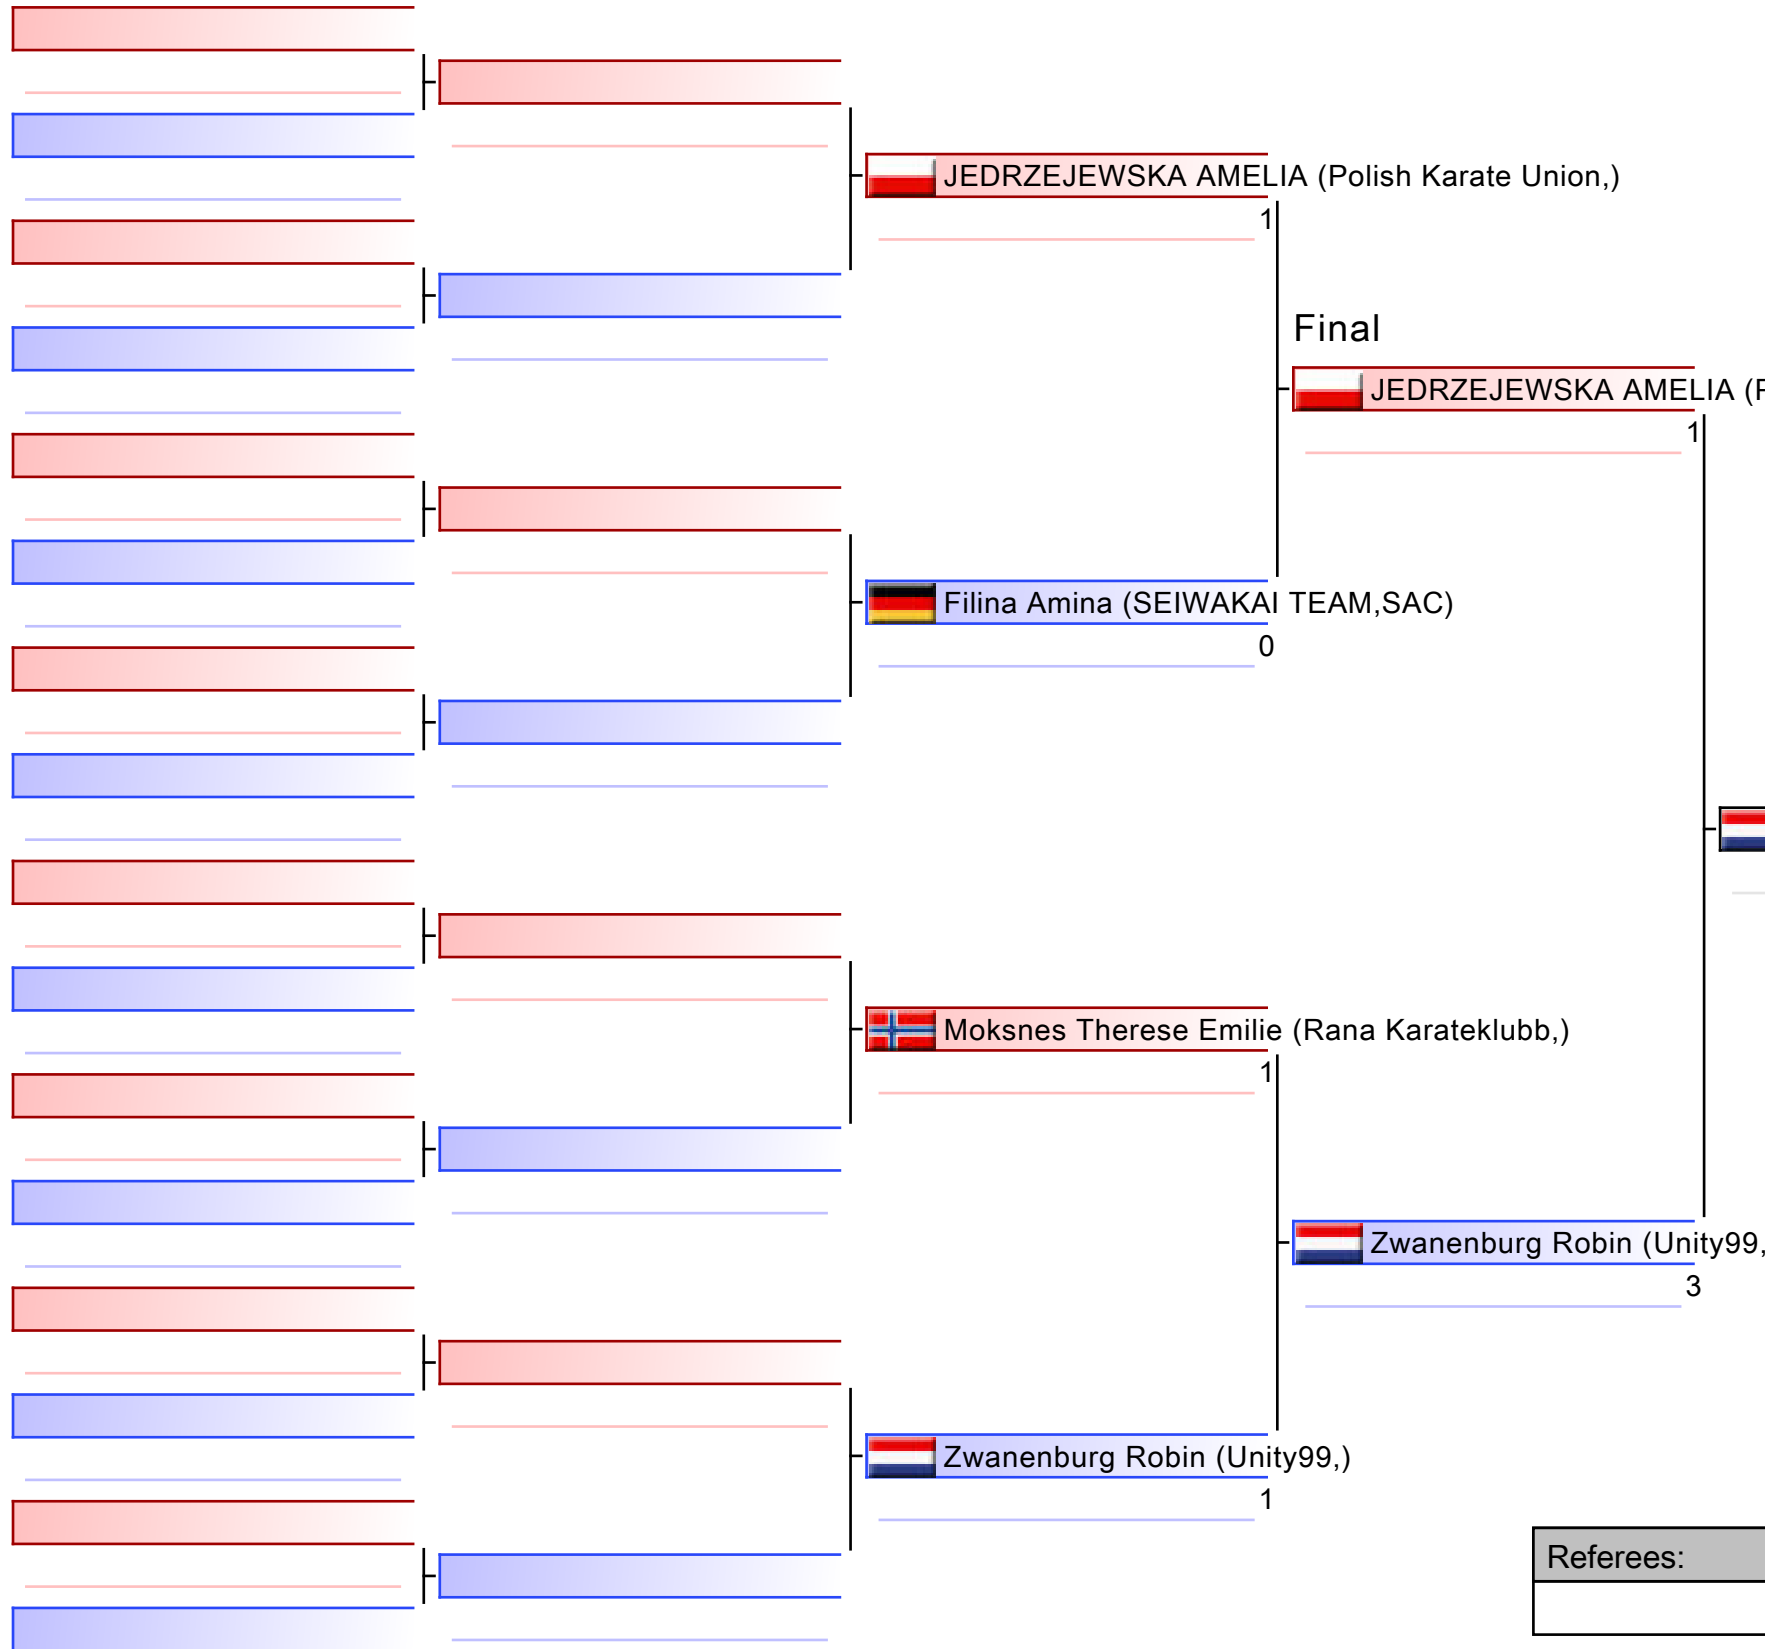 JEDRZEJEWSKA AMELIA (Polish Karate Union,)
1
Final
JEDRZEJEWSKA AMELIA (
1
Filina Amina (SEIWAKAI TEAM,SAC)
0
Moksnes Therese Emilie (Rana Karateklubb,)
1
Zwanenburg Robin (Unity99,
3
Zwanenburg Robin (Unity99,)
1
Referees: